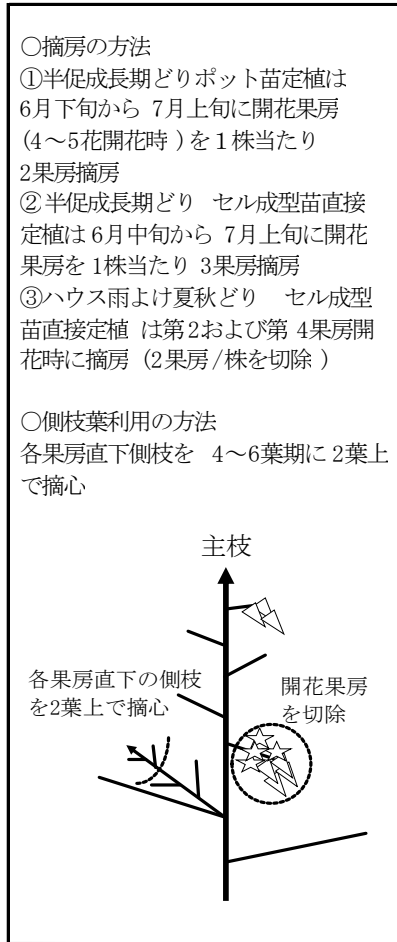 ○摘房の方法
①半促成長期どりポット苗定植は
6月下旬から 7月上旬に開花果房
(4～5花開花時 ) を１株当たり
2果房摘房
②半促成長期どり　セル成型苗直接
定植は 6月中旬から 7月上旬に開花
果房を 1株当たり 3果房摘房
③ハウス雨よけ夏秋どり　セル成型
苗直接定植 は第2および第 4果房開
花時に摘房 (2果房/株を切除 )
○側枝葉利用の方法
各果房直下側枝を 4～6葉期に 2葉上
で摘心
主枝
各果房直下の側枝
を2葉上で摘心
開花果房
を切除